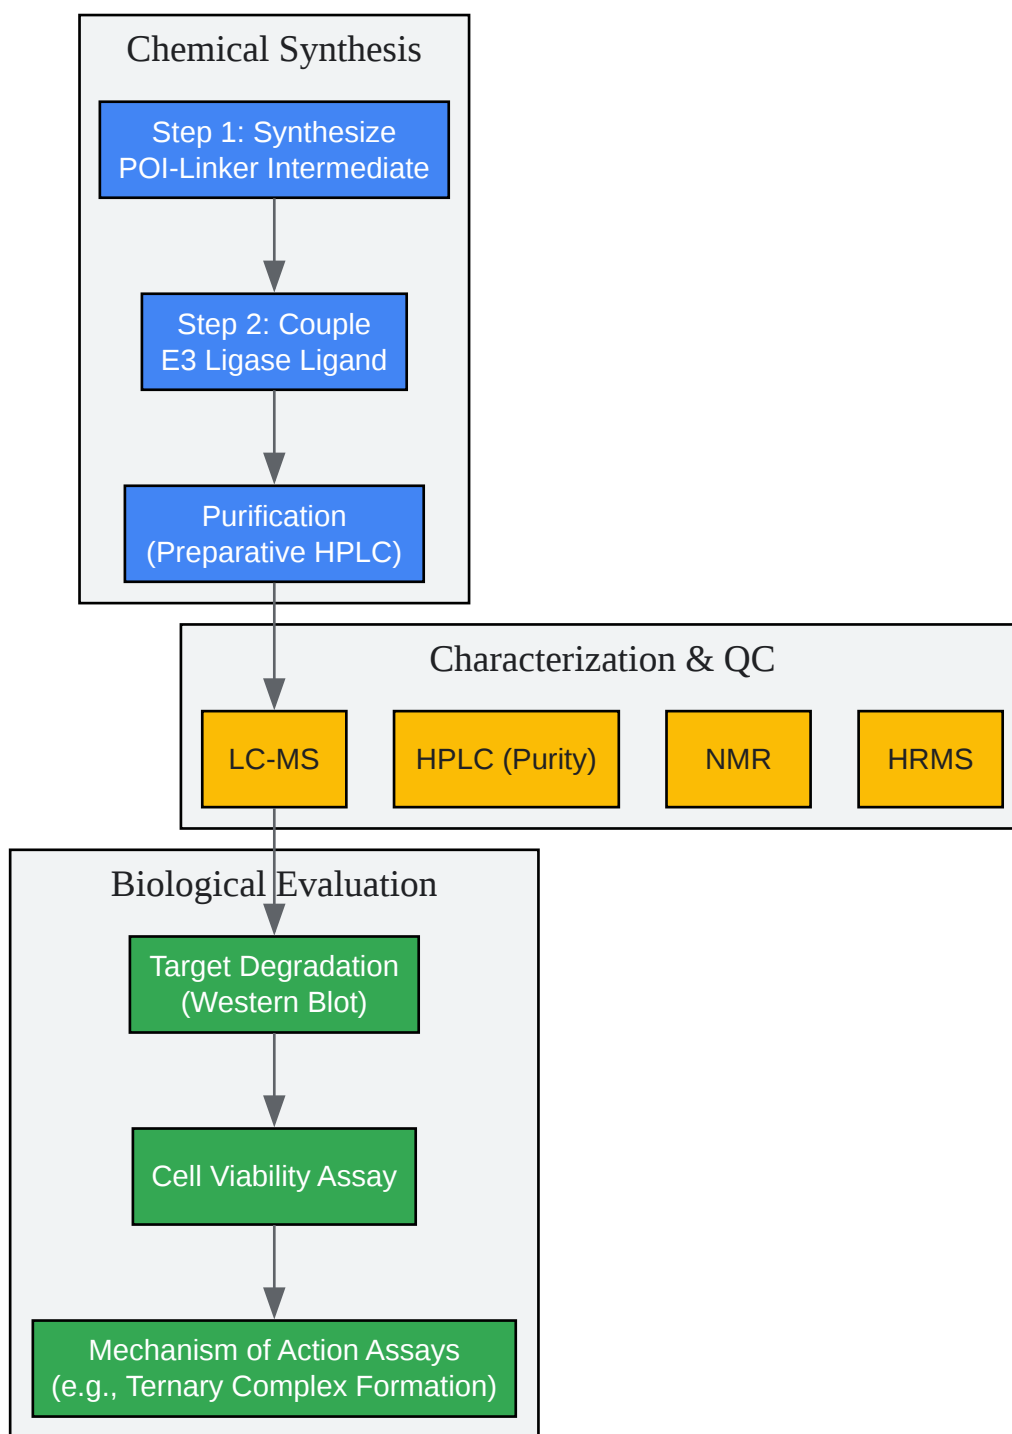 Chemical Synthesis
Step 1: Synthesize
POI-Linker Intermediate
Step 2: Couple
E3 Ligase Ligand
Purification
(Preparative HPLC)
Characterization & QC
LC-MS
HPLC (Purity)
NMR
HRMS
Biological Evaluation
Target Degradation
(Western Blot)
Cell Viability Assay
Mechanism of Action Assays
(e.g., Ternary Complex Formation)